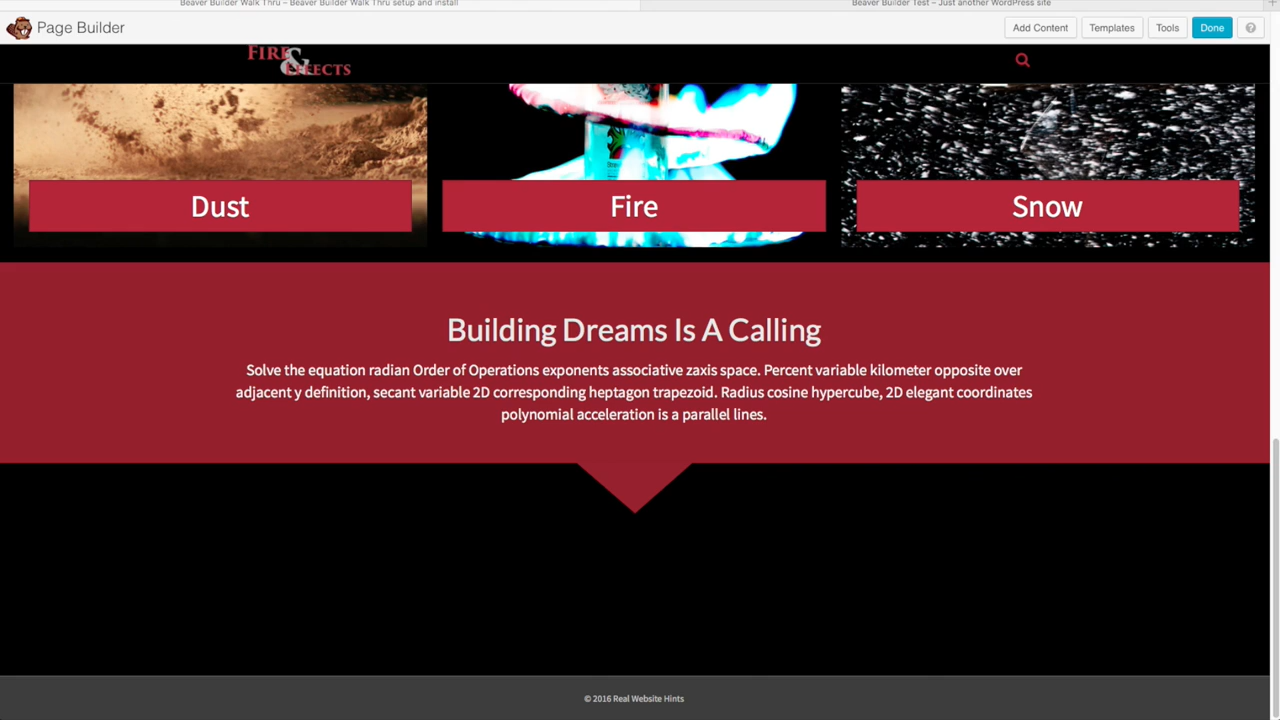 Beaver Builder Walk Thru – Beaver Builder Walk Thru setup and install
Beaver Builder Test – Just another WordPress site
Page Builder
Add Content
Templates
Tools
Done
?
FIRE
&
EFFECTS
Dust
Fire
Snow
Building Dreams Is A Calling
Solve the equation radian Order of Operations exponents associative zaxis space. Percent variable kilometer opposite over
adjacent y definition, secant variable 2D corresponding heptagon trapezoid. Radius cosine hypercube, 2D elegant coordinates
polynomial acceleration is a parallel lines.
© 2016 Real Website Hints